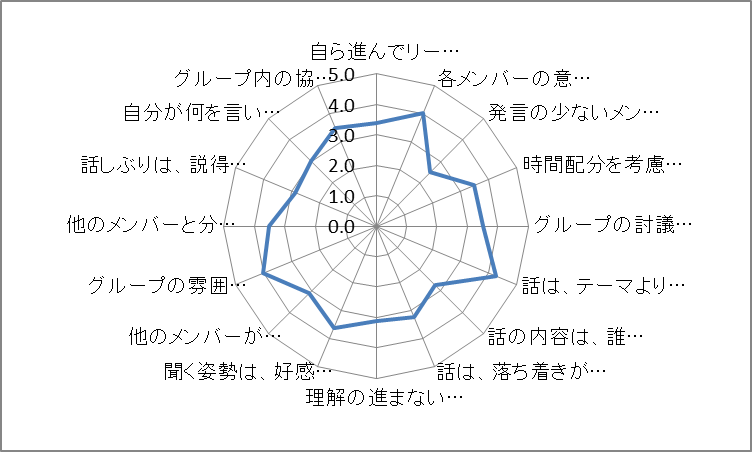 自ら進んでリー…
各メンバーの意…
発言の少ないメン…
時間配分を考慮…
グループの討議…
話は、テーマより…
話の内容は、誰…
話は、落ち着きが…
理解の進まない…
聞く姿勢は、好感…
他のメンバーが…
グループの雰囲…
他のメンバーと分…
話しぶりは、説得…
自分が何を言い…
グループ内の協…
5.0
4.0
3.0
2.0
1.0
0.0